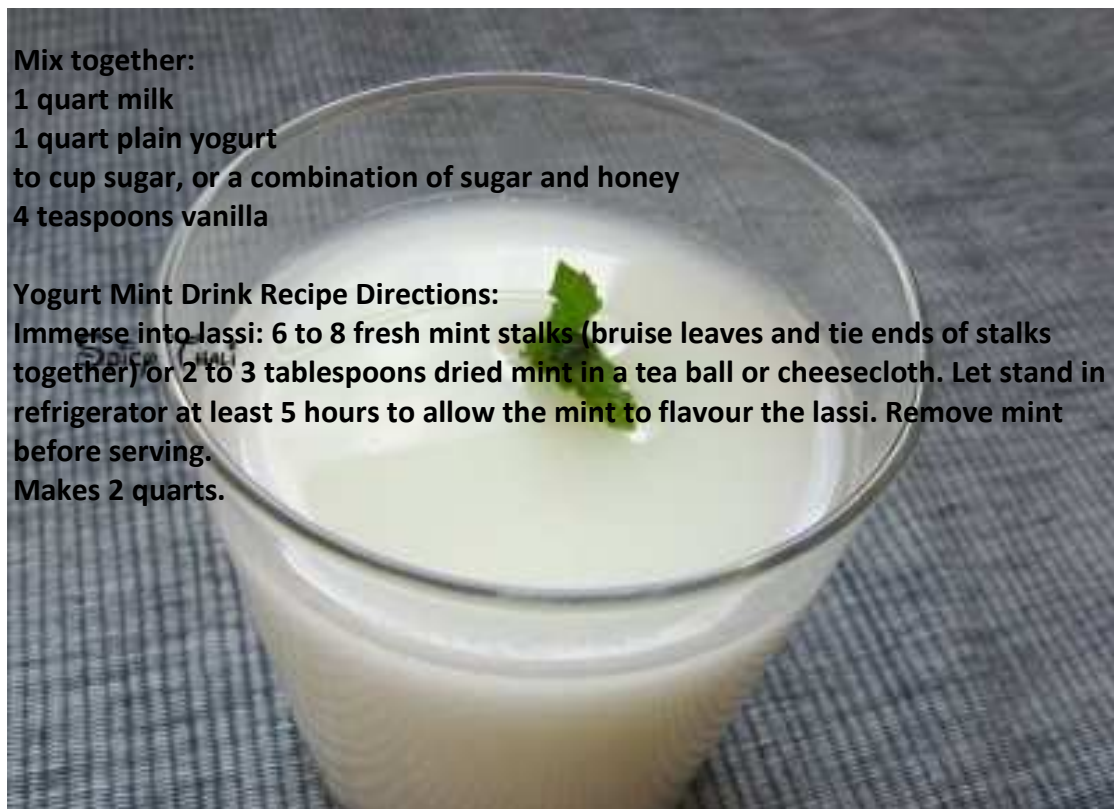 Mix together:
1 quart milk
1 quart plain yogurt
to cup sugar, or a combination of sugar and honey
4 teaspoons vanilla
Yogurt Mint Drink Recipe Directions:
Immerse into lassi: 6 to 8 fresh mint stalks (bruise leaves and tie ends of stalks
together) or 2 to 3 tablespoons dried mint in a tea ball or cheesecloth. Let stand in
refrigerator at least 5 hours to allow the mint to flavour the lassi. Remove mint
before serving.
Makes 2 quarts.